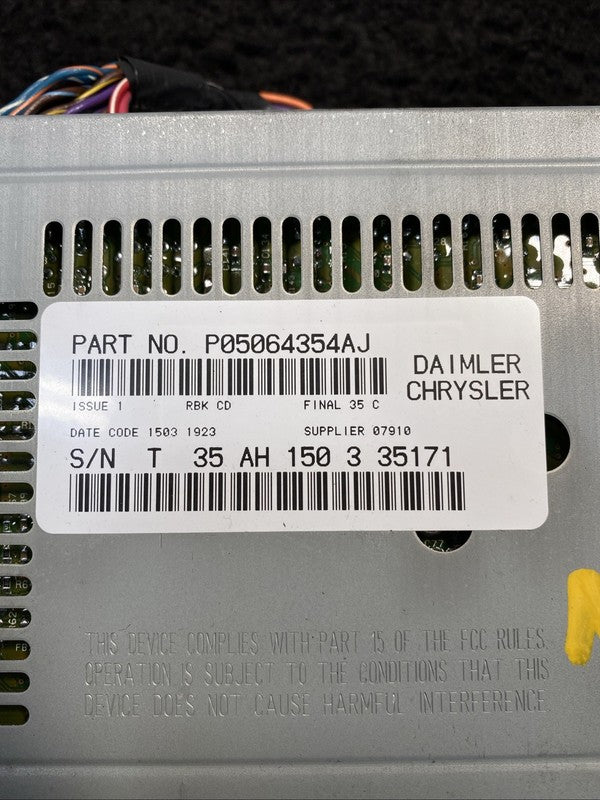 PART NO. P05064354AJ
DAIMLER
CHRYSLER
ISSUE 1 RBK CD FINAL 35 C
DATE CODE 1503 1923 SUPPLIER 07910
S/N T 35 AH 150 3 35171
THIS DEVICE COMPLIES WITH PART 15 OF THE FCC RULES.
OPERATION IS SUBJECT TO THE CONDITIONS THAT THIS
DEVICE DOES NOT CAUSE HARMFUL INTERFERENCE.